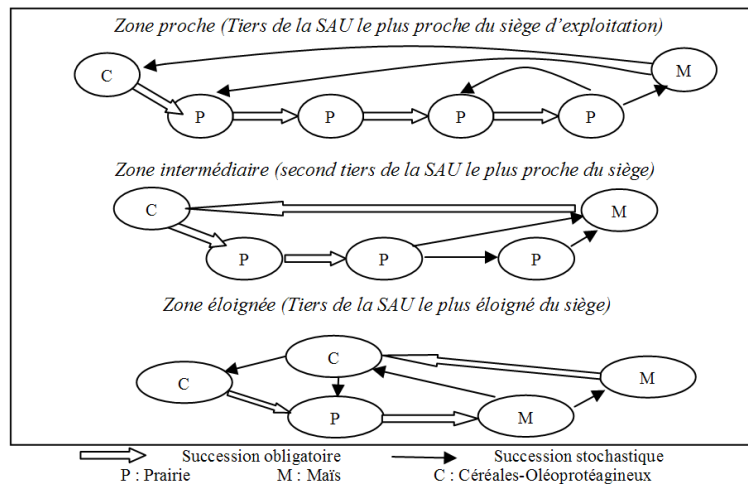 Zone proche (Tiers de la SAU le plus proche du siège d'exploitation)
C
M
P
P
P
P
Zone intermédiaire (second tiers de la SAU le plus proche du siège)
C
M
P
P
P
Zone éloignée (Tiers de la SAU le plus éloigné du siège)
C
C
M
P
M
Succession obligatoire
Succession stochastique
P : Prairie M : Maïs C : Céréales-Oléoprotéagineux